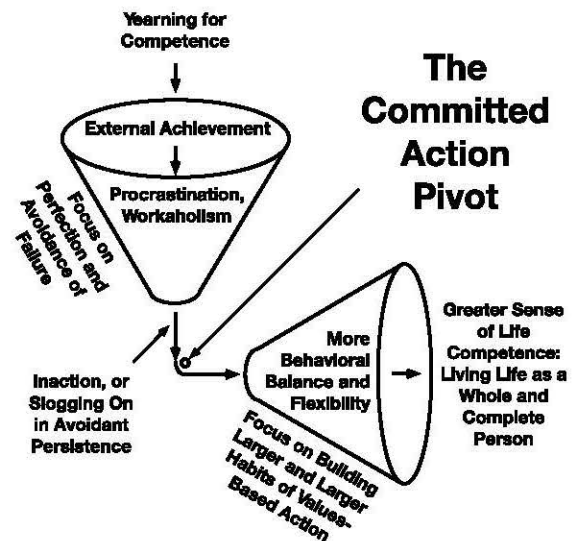 Yearning for
Competence
The
Committed
Action
Pivot
External Achievement
Procrastination,
Workaholism
Focus on
Perfection and
Avoidance of
Failure
Inaction, or
Slogging On
in Avoidant
Persistence
More
Behavioral
Balance and
Flexibility
Focus on Building
Larger and Larger
Habits of Values-
Based Action
Greater Sense
of Life
Competence:
Living Life as a
Whole and
Complete
Person